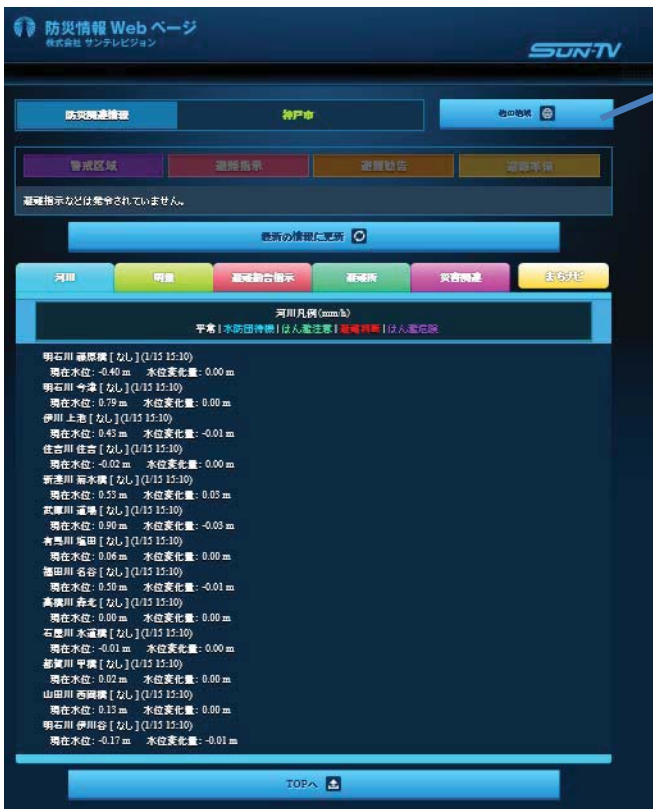 防災情報 Web ページ
株式会社 サンテレビジョン
SUN-TV
防災関連情報
神戸市
他の地域
警戒区域
避難指示
避難勧告
避難準備
避難指示などは発令されていません。
最新の情報に更新
河川
雨量
避難勧告指示
避難所
災害関連
まちナビ
河川凡例(mm/h)
平常 | 水防団待機 | はん濫注意 | 避難判断 | はん濫危険
明石川 藤原橋 [ なし ] (1/15 15:10)
現在水位: -0.40 m 水位変化量: 0.00 m
明石川 今津 [ なし ] (1/15 15:10)
現在水位: 0.79 m 水位変化量: 0.00 m
伊川 上池 [ なし ] (1/15 15:10)
現在水位: 0.43 m 水位変化量: -0.01 m
住吉川 住吉 [ なし ] (1/15 15:10)
現在水位: -0.02 m 水位変化量: 0.00 m
新湊川 菊水橋 [ なし ] (1/15 15:10)
現在水位: 0.53 m 水位変化量: 0.03 m
武庫川 道場 [ なし ] (1/15 15:10)
現在水位: 0.90 m 水位変化量: -0.03 m
有馬川 塩田 [ なし ] (1/15 15:10)
現在水位: 0.06 m 水位変化量: 0.00 m
福田川 名谷 [ なし ] (1/15 15:10)
現在水位: 0.50 m 水位変化量: -0.01 m
高橋川 森北 [ なし ] (1/15 15:10)
現在水位: 0.00 m 水位変化量: 0.00 m
石屋川 水道橋 [ なし ] (1/15 15:10)
現在水位: -0.01 m 水位変化量: 0.00 m
都賀川 甲橋 [ なし ] (1/15 15:10)
現在水位: 0.02 m 水位変化量: 0.00 m
山田川 西岡橋 [ なし ] (1/15 15:10)
現在水位: 0.13 m 水位変化量: 0.00 m
明石川 伊川谷 [ なし ] (1/15 15:10)
現在水位: -0.17 m 水位変化量: -0.01 m
TOPへ